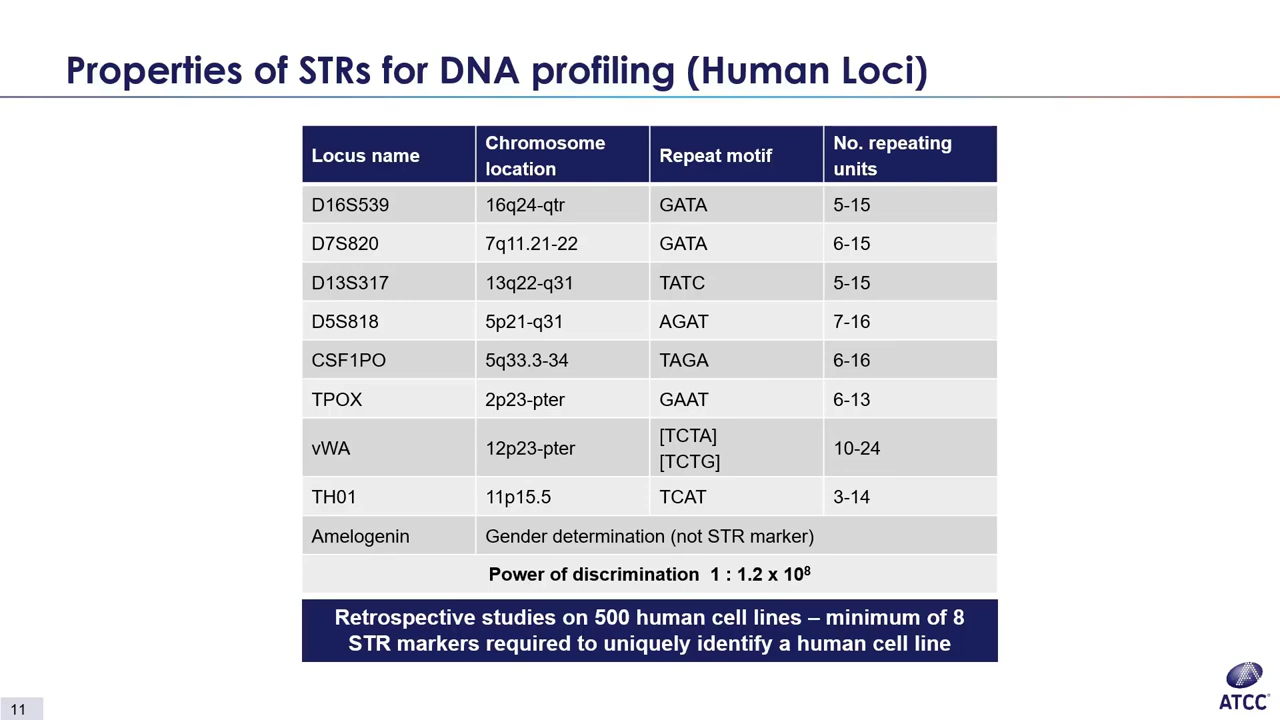 Properties of STRs for DNA profiling (Human Loci)
Locus name
Chromosome location
Repeat motif
No. repeating units
D16S539 16q24-qtr GATA 5-15
D7S820 7q11.21-22 GATA 6-15
D13S317 13q22-q31 TATC 5-15
D5S818 5p21-q31 AGAT 7-16
CSF1PO 5q33.3-34 TAGA 6-16
TPOX 2p23-pter GAAT 6-13
vWA 12p23-pter [TCTA] [TCTG] 10-24
TH01 11p15.5 TCAT 3-14
Amelogenin Gender determination (not STR marker)
Power of discrimination 1 : 1.2 x 10⁸
Retrospective studies on 500 human cell lines – minimum of 8
STR markers required to uniquely identify a human cell line
11
ATCC